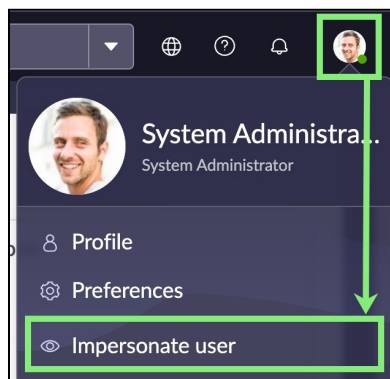 System Administra...
System Administrator
Profile
Preferences
Impersonate user